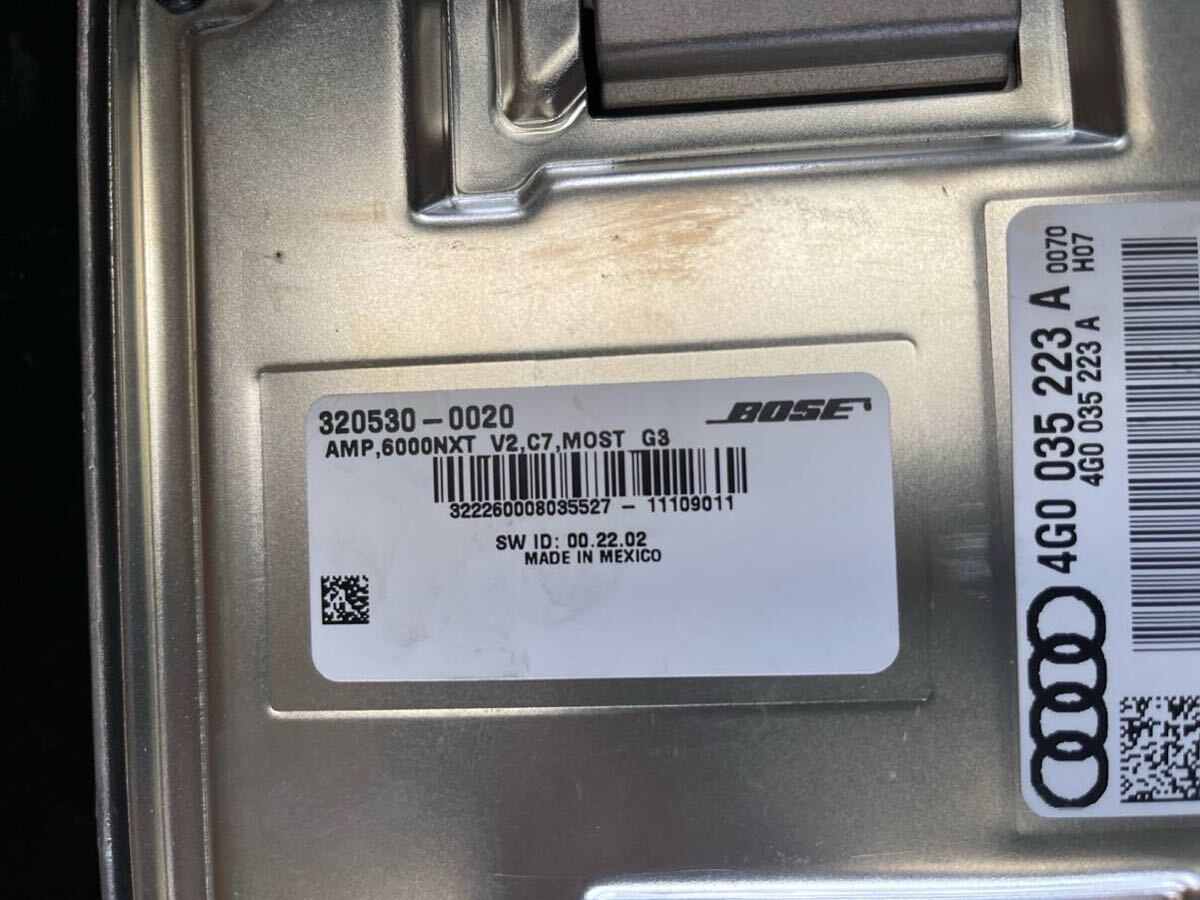 320530-0020
BOSE
AMP,6000NXT V2,C7,MOST G3
322260008035527 - 11109011
SW ID: 00.22.02
MADE IN MEXICO
4G0 035 223 A 0070
4G0 035 223 A H07